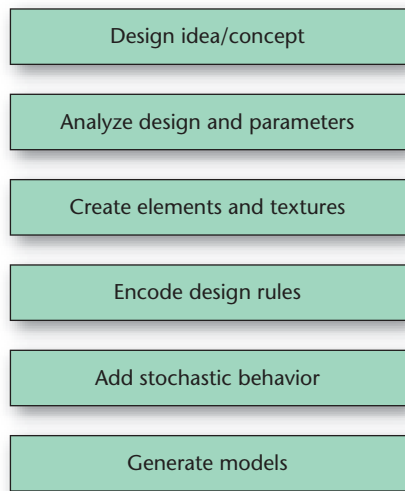 Design idea/concept
Analyze design and parameters
Create elements and textures
Encode design rules
Add stochastic behavior
Generate models